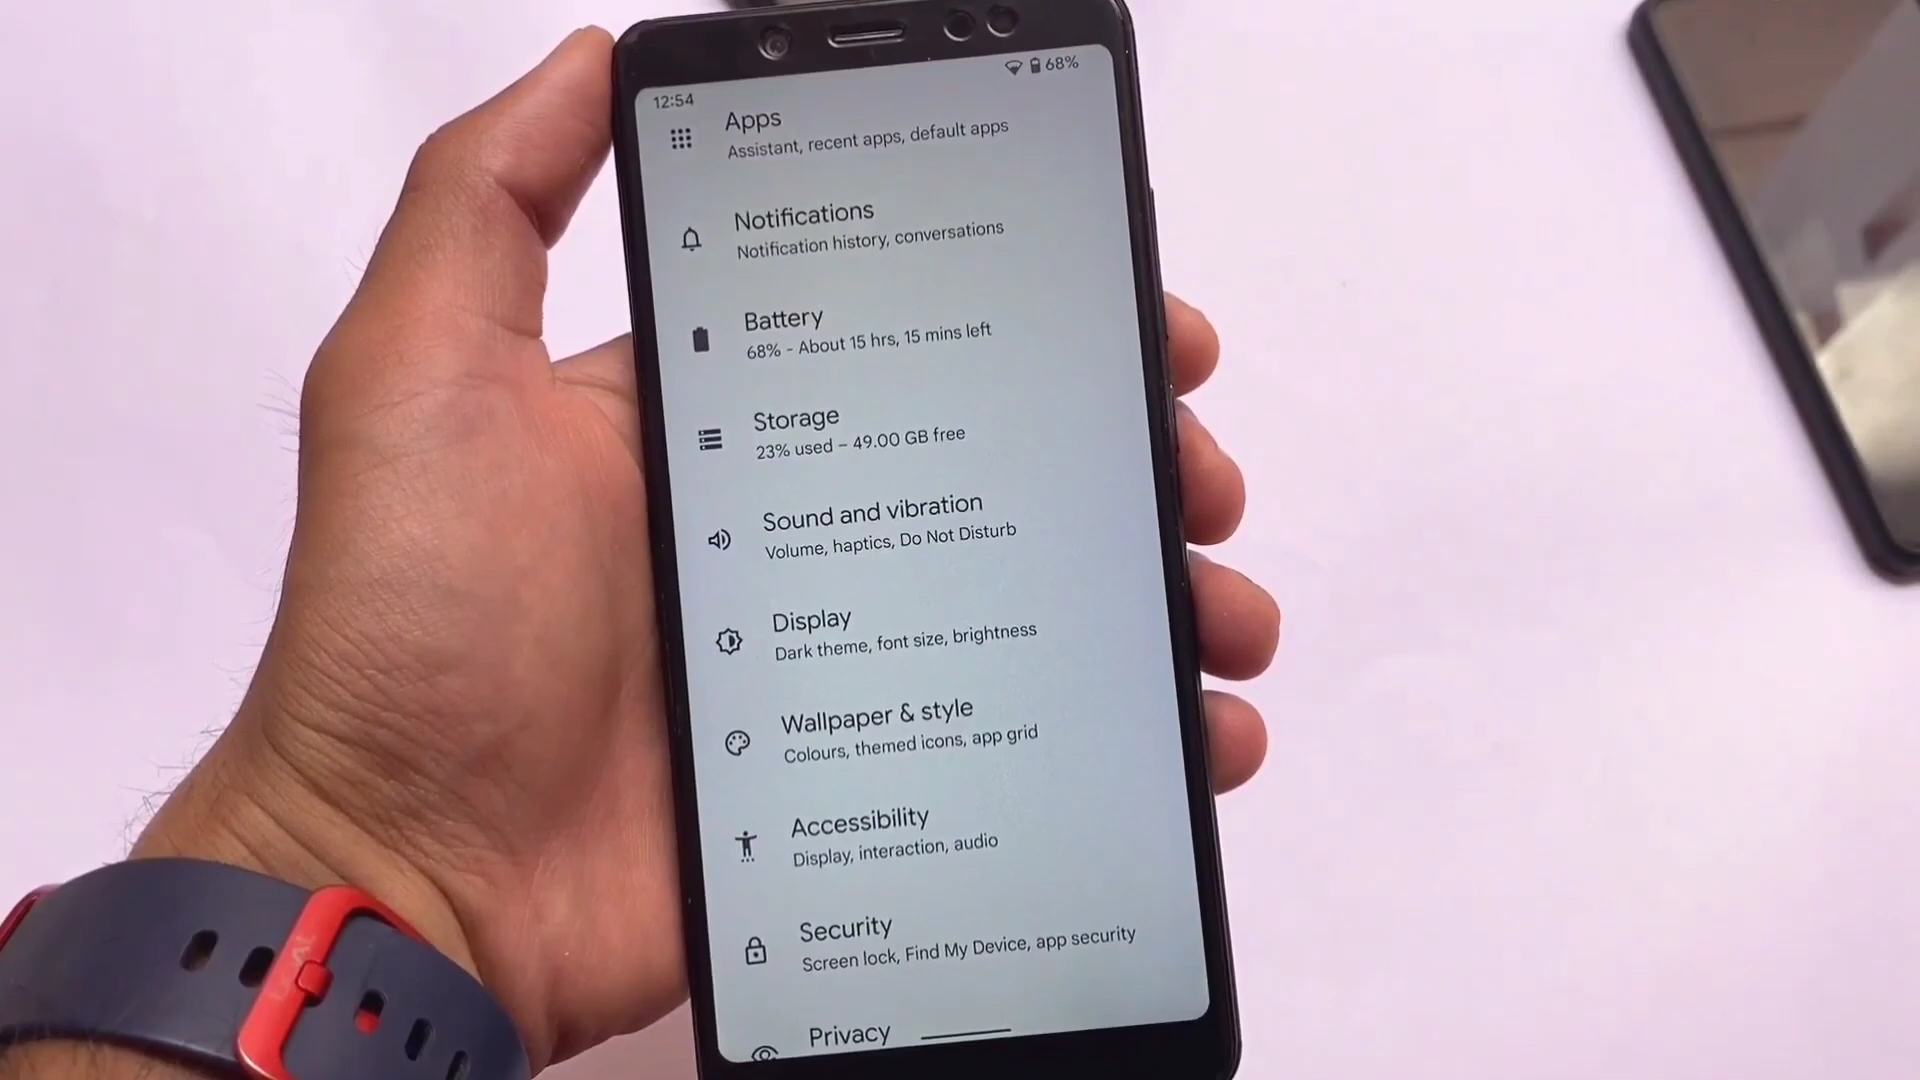 12:54
68%
Apps
Assistant, recent apps, default apps
Notifications
Notification history, conversations
Battery
68% - About 15 hrs, 15 mins left
Storage
23% used – 49.00 GB free
Sound and vibration
Volume, haptics, Do Not Disturb
Display
Dark theme, font size, brightness
Wallpaper & style
Colours, themed icons, app grid
Accessibility
Display, interaction, audio
Security
Screen lock, Find My Device, app security
Privacy